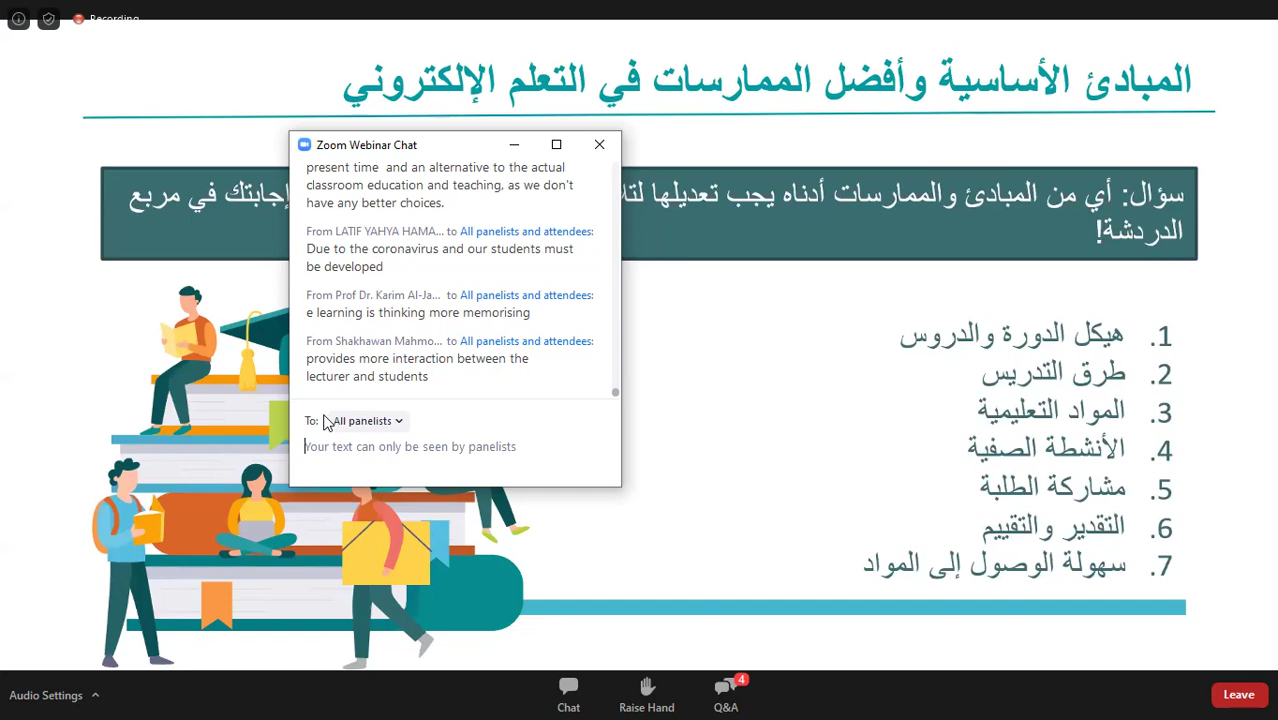 Recording
المبادئ الأساسية وأفضل الممارسات في التعلم الإلكتروني
سؤال: أي من المبادئ والممارسات أدناه يجب تعديلها
إجابتك في مربع
الدردشة!
Zoom Webinar Chat
present time and an alternative to the actual
classroom education and teaching, as we don't
have any better choices.
From LATIF YAHYA HAMA... to All panelists and attendees:
Due to the coronavirus and our students must
be developed
From Prof Dr. Karim Al-Ja... to All panelists and attendees:
e learning is thinking more memorising
From Shakhawan Mahmo... to All panelists and attendees:
provides more interaction between the
lecturer and students
To: All panelists
Your text can only be seen by panelists
1. هيكل الدورة والدروس
2. طرق التدريس
3. المواد التعليمية
4. الأنشطة الصفية
5. مشاركة الطلبة
6. التقدير والتقييم
7. سهولة الوصول إلى المواد
Audio Settings
Chat
Raise Hand
4
Q&A
Leave